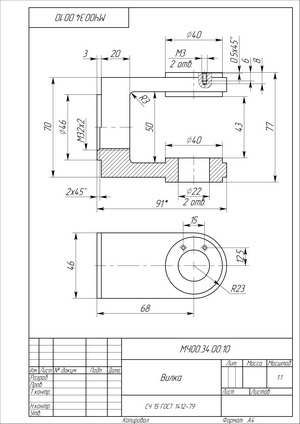 МЧ00.34.00.10
⌀40
3
20
М3
2 отв.
0,5x45°
6
8
70
⌀46
М32x2
R3
50
43
77
⌀40
2x45°
⌀22
2 отв.
91*
15
12,5
46
R23
68
МЧ00.34.00.10
Вилка
Лит. Масса Масштаб
1:1
Изм Лист № докум. Подп. Дата
Разраб.
Пров.
Т.контр.
Лист Листов
Н.контр.
Утв.
СЧ 15 ГОСТ 1412-79
Копировал Формат А4